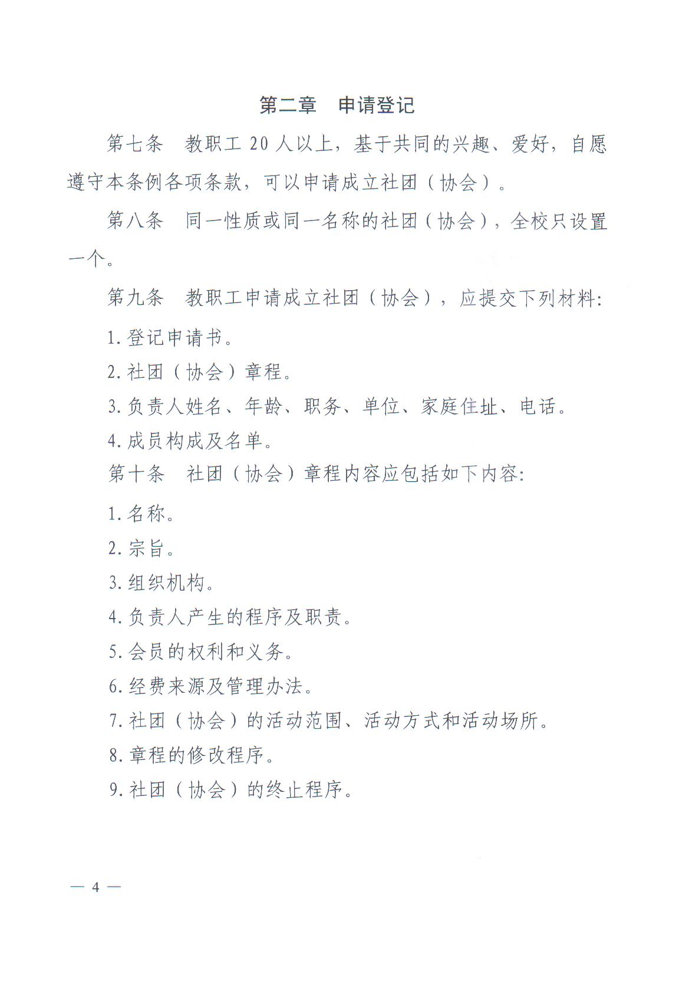 第二章　申请登记
第七条　教职工 20 人以上，基于共同的兴趣、爱好，自愿
遵守本条例各项条款，可以申请成立社团（协会）。
第八条　同一性质或同一名称的社团（协会），全校只设置
一个。
第九条　教职工申请成立社团（协会），应提交下列材料：
1. 登记申请书。
2. 社团（协会）章程。
3. 负责人姓名、年龄、职务、单位、家庭住址、电话。
4. 成员构成及名单。
第十条　社团（协会）章程内容应包括如下内容：
1. 名称。
2. 宗旨。
3. 组织机构。
4. 负责人产生的程序及职责。
5. 会员的权利和义务。
6. 经费来源及管理办法。
7. 社团（协会）的活动范围、活动方式和活动场所。
8. 章程的修改程序。
9. 社团（协会）的终止程序。
— 4 —